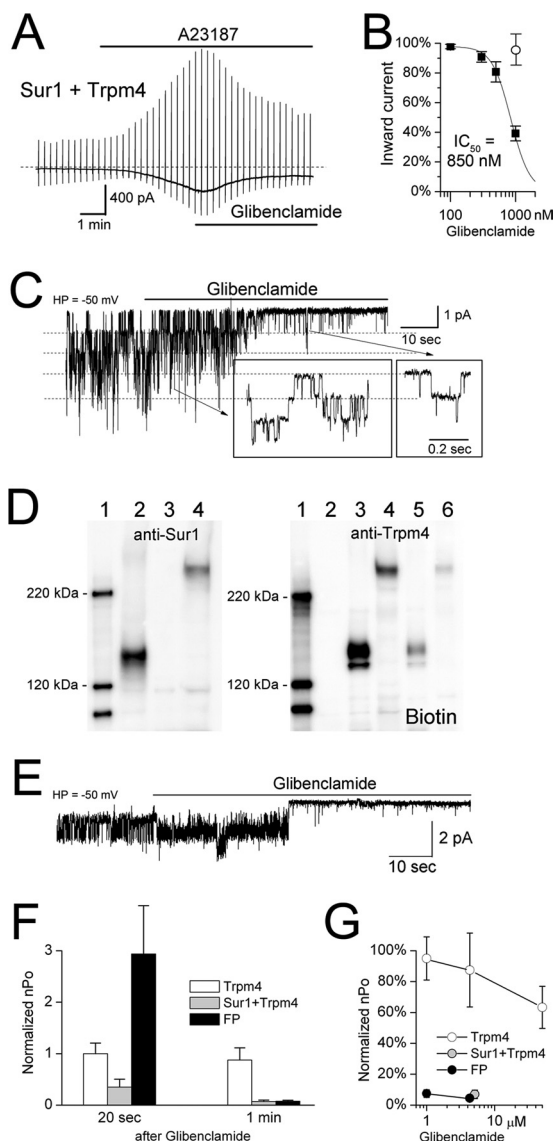 A
A23187
Sur1 + Trpm4
400 pA
1 min
Glibenclamide
B
100%
80%
60%
40%
20%
0%
Inward current
IC50 =
850 nM
100
1000 nM
Glibenclamide
C
HP = -50 mV
Glibenclamide
1 pA
10 sec
0.2 sec
D
1 2 3 4
anti-Sur1
220 kDa -
120 kDa -
1 2 3 4 5 6
anti-Trpm4
220 kDa -
120 kDa -
Biotin
E
HP = -50 mV
Glibenclamide
2 pA
10 sec
F
3
2
1
0
Normalized nPo
Trpm4
Sur1+Trpm4
FP
20 sec
1 min
after Glibenclamide
G
100%
80%
60%
40%
20%
0%
Normalized nPo
Trpm4
Sur1+Trpm4
FP
1
10 μM
Glibenclamide